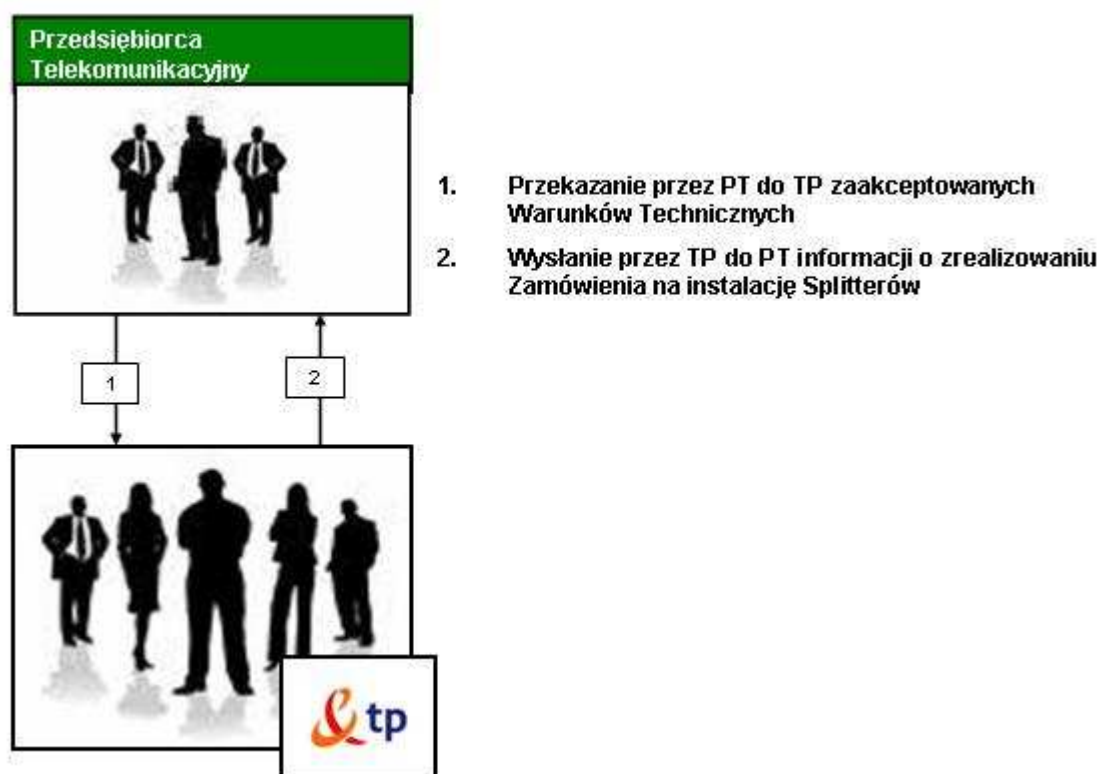 Przedsiębiorca
Telekomunikacyjny
1. Przekazanie przez PT do TP zaakceptowanych
Warunków Technicznych
2. Wysłanie przez TP do PT informacji o zrealizowaniu
Zamówienia na instalację Splitterów
1
2
tp